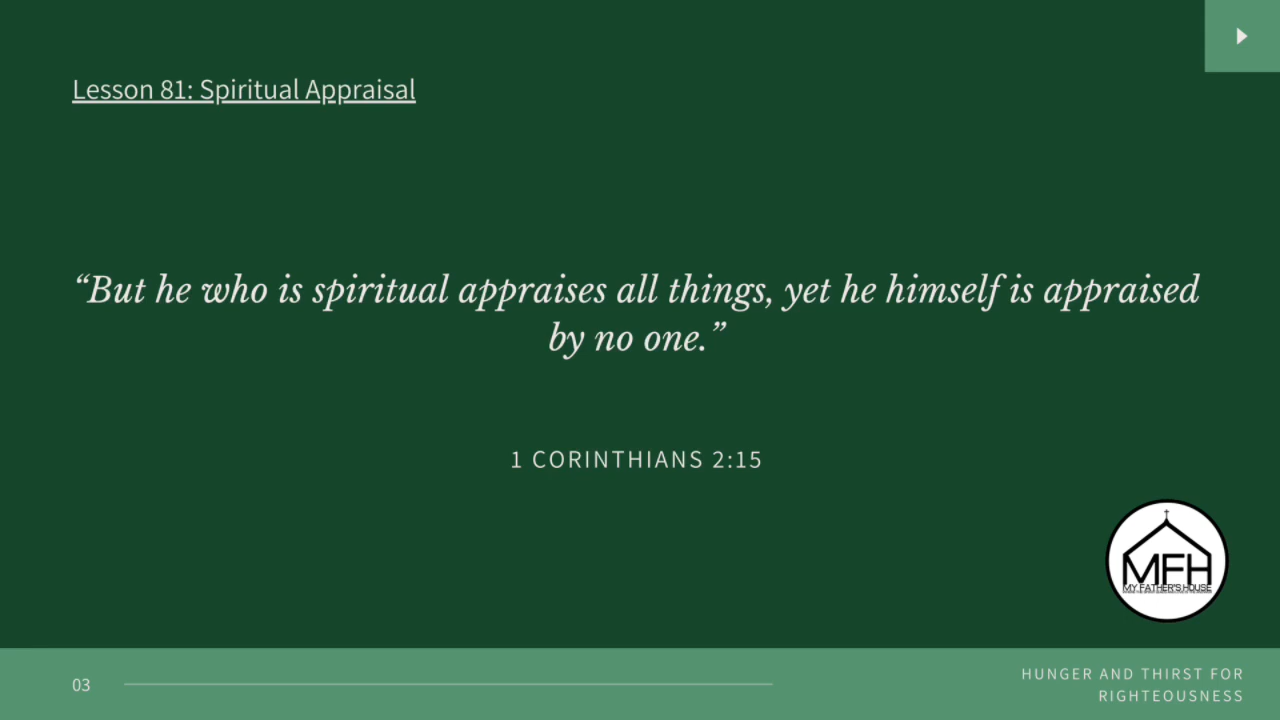 Lesson 81: Spiritual Appraisal
“But he who is spiritual appraises all things, yet he himself is appraised
by no one.”
1 CORINTHIANS 2:15
MFH
MY FATHER'S HOUSE
03
HUNGER AND THIRST FOR
RIGHTEOUSNESS